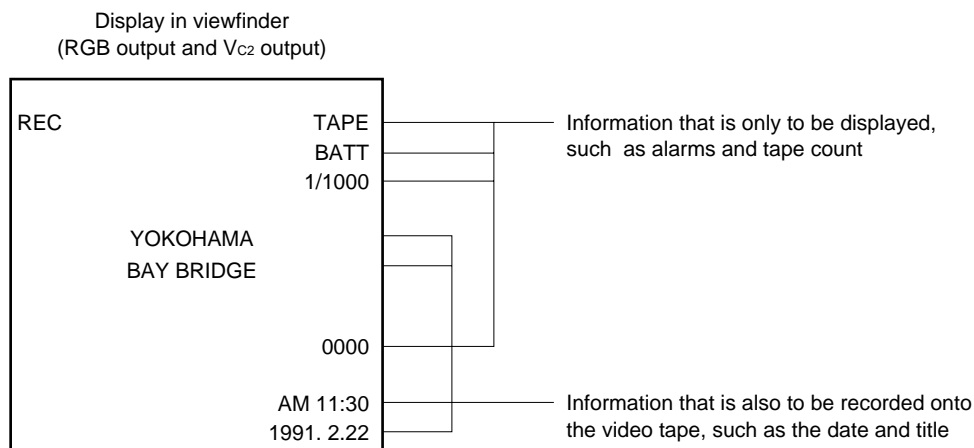 Display in viewfinder
(RGB output and VC2 output)
REC
TAPE
BATT
1/1000
YOKOHAMA
BAY BRIDGE
0000
AM 11:30
1991. 2.22
Information that is only to be displayed,
such as alarms and tape count
Information that is also to be recorded onto
the video tape, such as the date and title